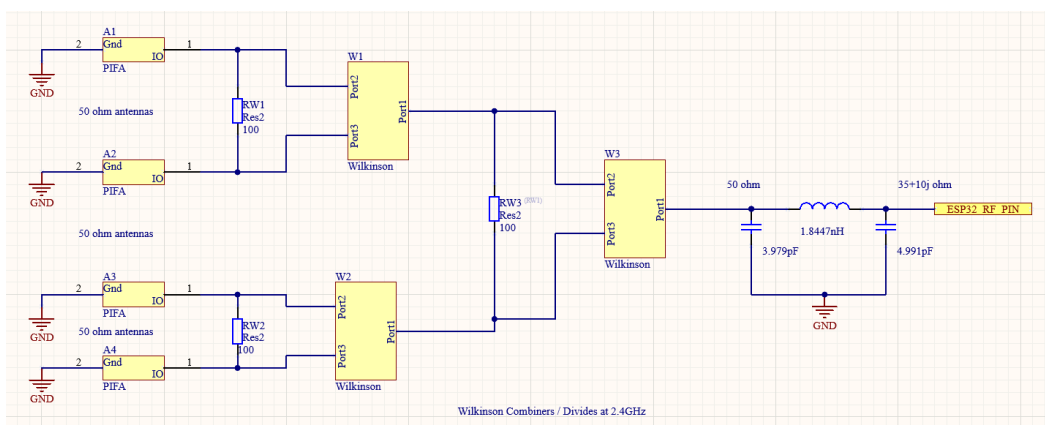 A1
2
Gnd
IO
1
PIFA
GND
50 ohm antennas
RW1
Res2
100
W1
Port2
Port3
Port1
Wilkinson
A2
2
Gnd
IO
1
PIFA
GND
50 ohm antennas
RW3
(RW1)
Res2
100
W3
Port2
Port3
Port1
Wilkinson
50 ohm
35+10j ohm
ESP32_RF_PIN
1.8447nH
3.979pF
4.991pF
GND
A3
2
Gnd
IO
1
PIFA
GND
50 ohm antennas
RW2
Res2
100
W2
Port2
Port3
Port1
Wilkinson
A4
2
Gnd
IO
1
PIFA
GND
Wilkinson Combiners / Divides at 2.4GHz